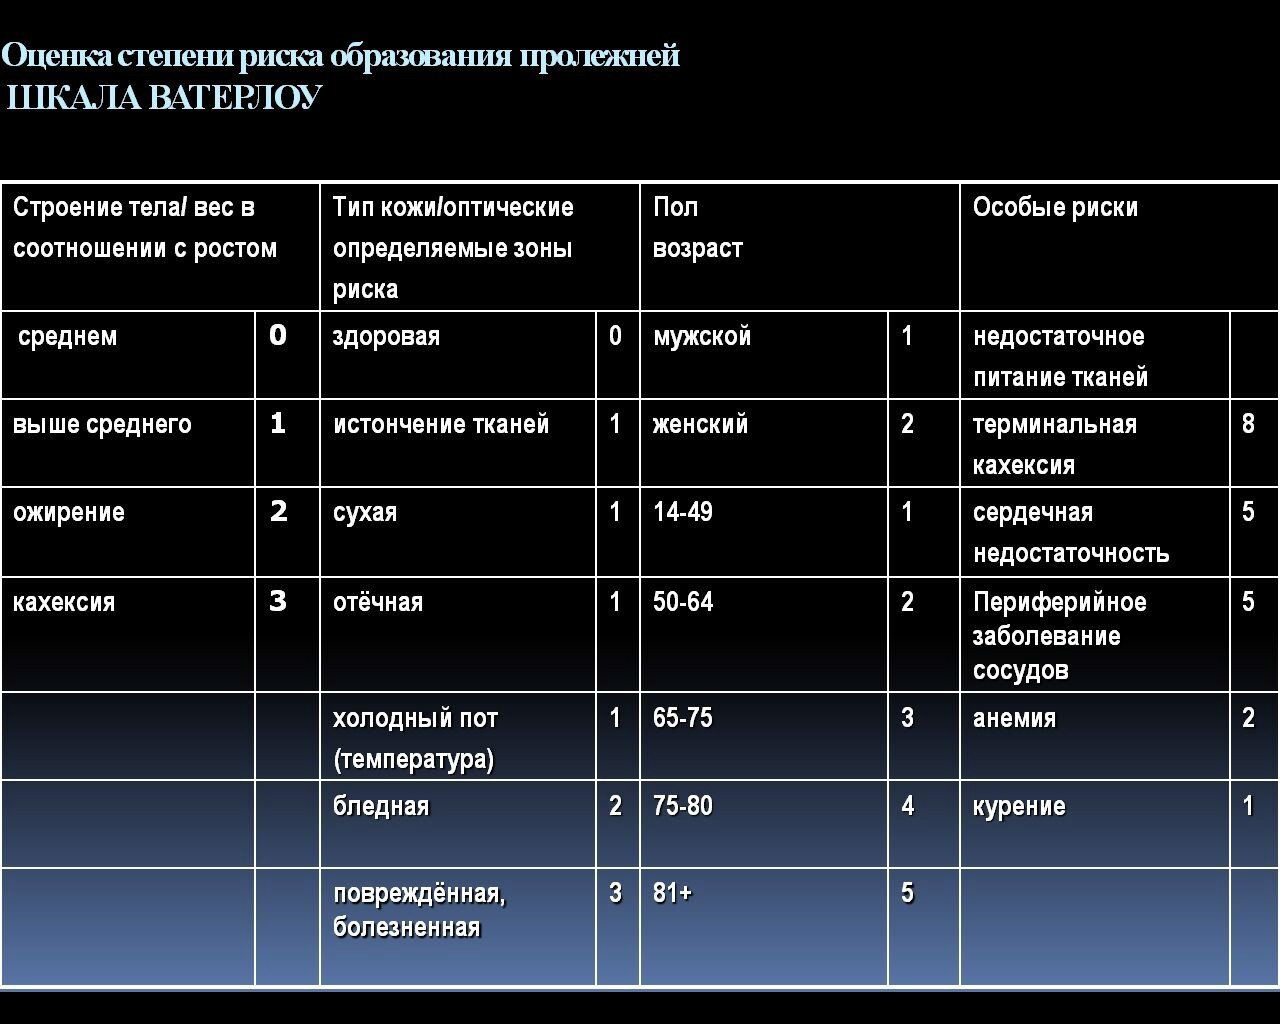 Оценка степени риска образования пролежней
ШКАЛА ВАТЕРЛОУ
Строение тела/ вес в
соотношении с ростом
Тип кожи/оптические
определяемые зоны
риска
Пол
возраст
Особые риски
среднем
0
здоровая
0
мужской
1
недостаточное
питание тканей
выше среднего
1
истончение тканей
1
женский
2
терминальная
кахексия
8
ожирение
2
сухая
1
14-49
1
сердечная
недостаточность
5
кахексия
3
отёчная
1
50-64
2
Периферийное
заболевание
сосудов
5
холодный пот
(температура)
1
65-75
3
анемия
2
бледная
2
75-80
4
курение
1
повреждённая,
болезненная
3
81+
5